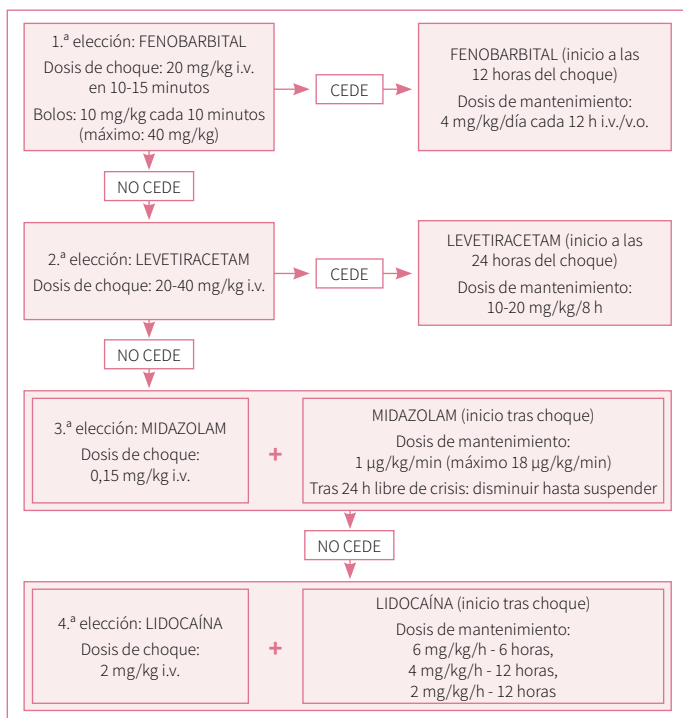 1.ª elección: FENOBARBITAL
Dosis de choque: 20 mg/kg i.v.
en 10-15 minutos
Bolos: 10 mg/kg cada 10 minutos
(máximo: 40 mg/kg)
CEDE
FENOBARBITAL (inicio a las
12 horas del choque)
Dosis de mantenimiento:
4 mg/kg/día cada 12 h i.v./v.o.
NO CEDE
2.ª elección: LEVETIRACETAM
Dosis de choque: 20-40 mg/kg i.v.
CEDE
LEVETIRACETAM (inicio a las
24 horas del choque)
Dosis de mantenimiento:
10-20 mg/kg/8 h
NO CEDE
3.ª elección: MIDAZOLAM
Dosis de choque:
0,15 mg/kg i.v.
+
MIDAZOLAM (inicio tras choque)
Dosis de mantenimiento:
1 µg/kg/min (máximo 18 µg/kg/min)
Tras 24 h libre de crisis: disminuir hasta suspender
NO CEDE
4.ª elección: LIDOCAÍNA
Dosis de choque:
2 mg/kg i.v.
+
LIDOCAÍNA (inicio tras choque)
Dosis de mantenimiento:
6 mg/kg/h - 6 horas,
4 mg/kg/h - 12 horas,
2 mg/kg/h - 12 horas